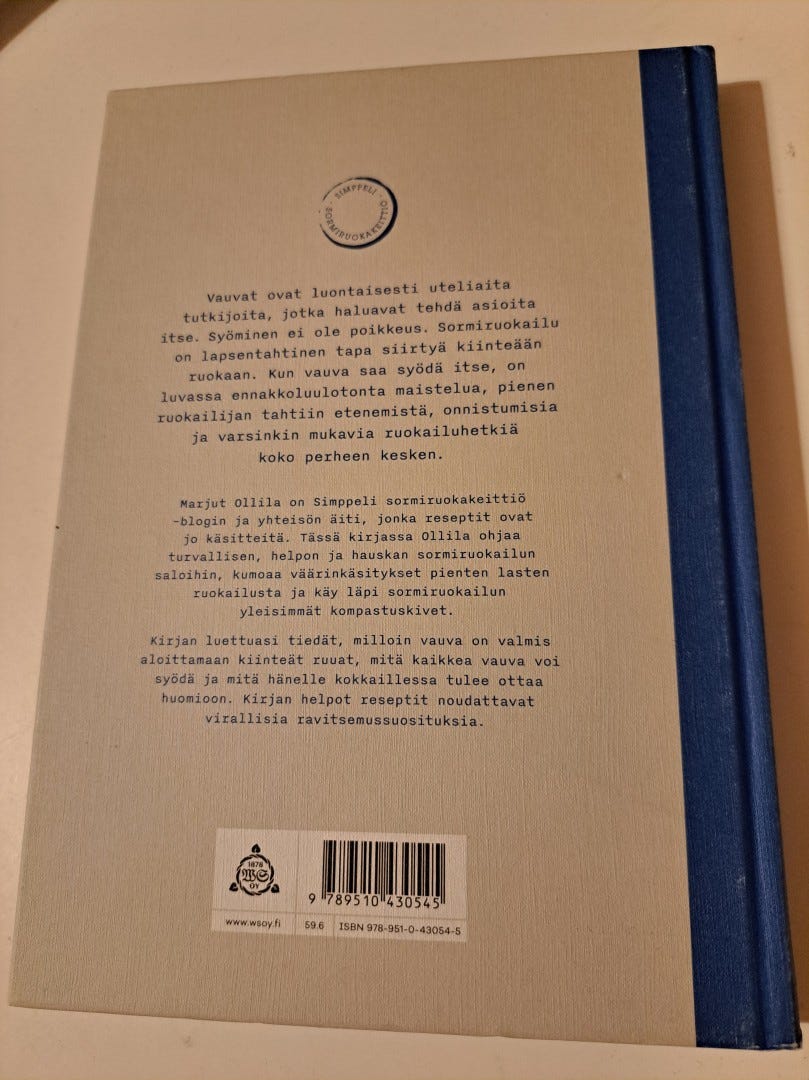 · SIMPPELI ·
SORMIRUOKAKEITTIÖ
Vauvat ovat luontaisesti uteliaita
tutkijoita, jotka haluavat tehdä asioita
itse. Syöminen ei ole poikkeus. Sormiruokailu
on lapsentahtinen tapa siirtyä kiinteään
ruokaan. Kun vauva saa syödä itse, on
luvassa ennakkoluulotonta maistelua, pienen
ruokailijan tahtiin etenemistä, onnistumisia
ja varsinkin mukavia ruokailuhetkiä
koko perheen kesken.
Marjut Ollila on Simppeli sormiruokakeittiö
-blogin ja yhteisön äiti, jonka reseptit ovat
jo käsitteitä. Tässä kirjassa Ollila ohjaa
turvallisen, helpon ja hauskan sormiruokailun
saloihin, kumoaa väärinkäsitykset pienten lasten
ruokailusta ja käy läpi sormiruokailun
yleisimmät kompastuskivet.
Kirjan luettuasi tiedät, milloin vauva on valmis
aloittamaan kiinteät ruuat, mitä kaikkea vauva voi
syödä ja mitä hänelle kokkaillessa tulee ottaa
huomioon. Kirjan helpot reseptit noudattavat
virallisia ravitsemussuosituksia.
1878
WS
OY
9 789510 430545
www.wsoy.fi
59.6
ISBN 978-951-0-43054-5